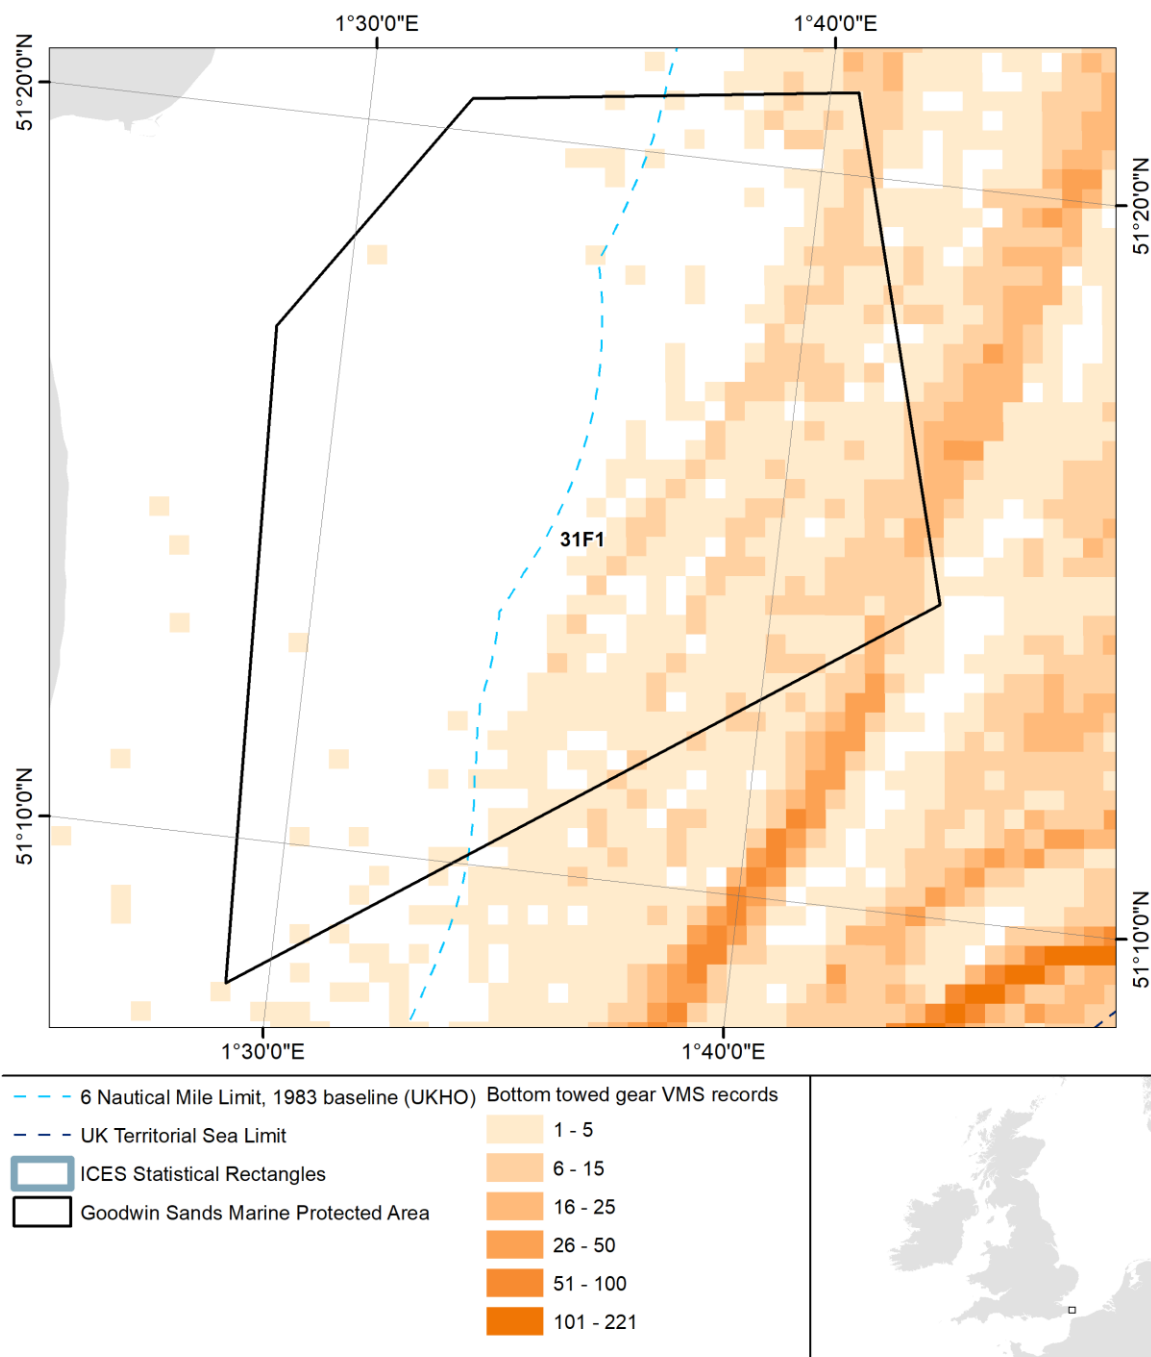 1°30'0"E
1°40'0"E
51°20'0"N
51°20'0"N
31F1
51°10'0"N
51°10'0"N
1°30'0"E
1°40'0"E
6 Nautical Mile Limit, 1983 baseline (UKHO)
UK Territorial Sea Limit
ICES Statistical Rectangles
Goodwin Sands Marine Protected Area
Bottom towed gear VMS records
1 - 5
6 - 15
16 - 25
26 - 50
51 - 100
101 - 221